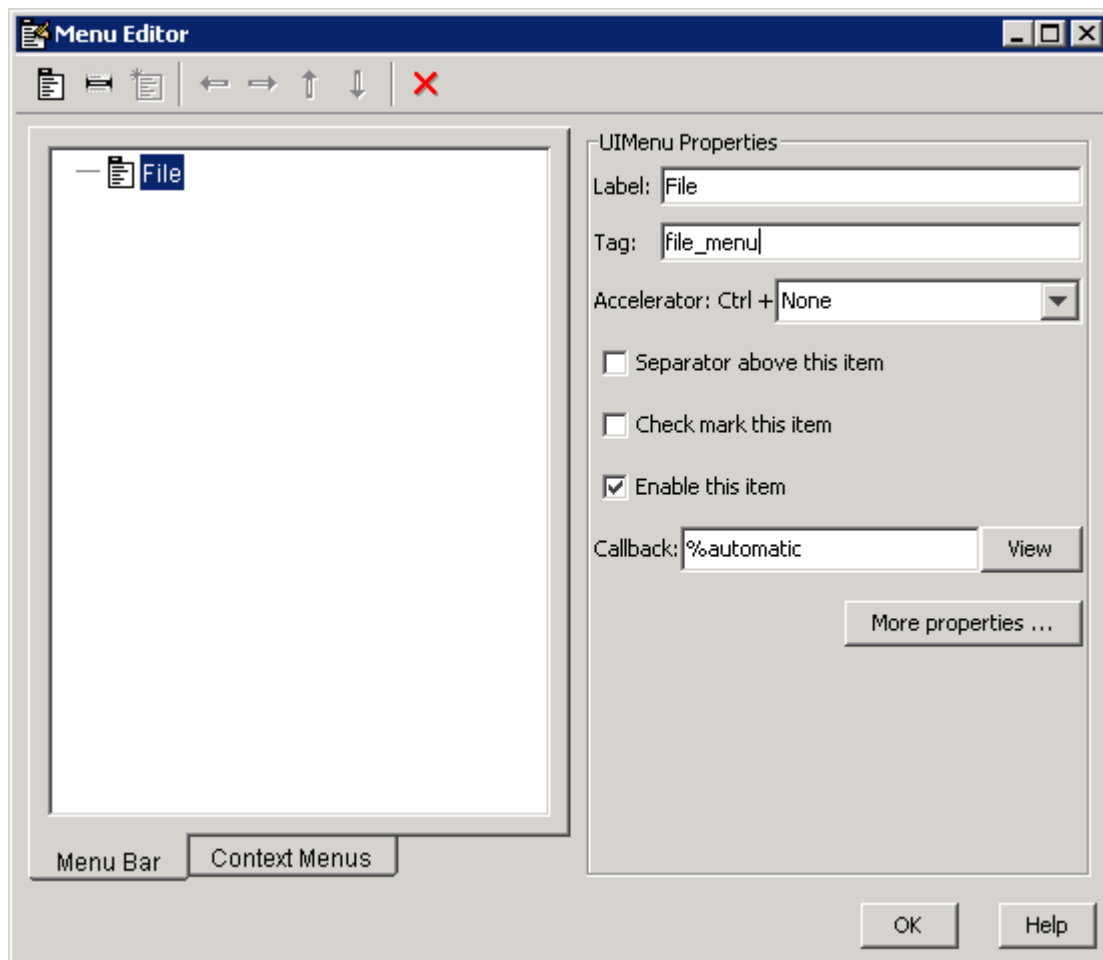 Menu Editor
File
UIMenu Properties
Label: File
Tag: file_menu
Accelerator: Ctrl + None
Separator above this item
Check mark this item
Enable this item
Callback: %automatic View
More properties ...
Menu Bar Context Menus
OK Help